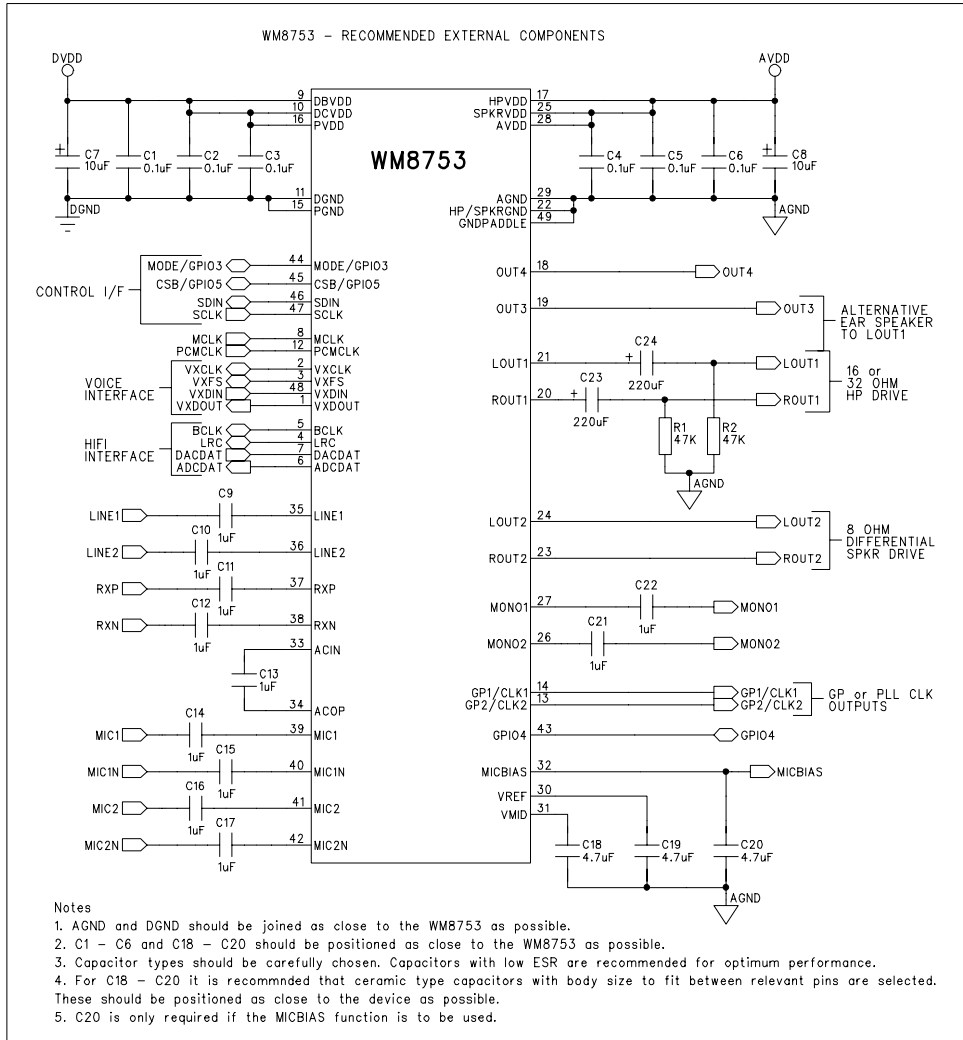 WM8753 - RECOMMENDED EXTERNAL COMPONENTS
DVDD
AVDD
9
DBVDD
10
DCVDD
16
PVDD
HPVDD
17
SPKRVDD
25
AVDD
28
WM8753
+
C7
10uF
C1
0.1uF
C2
0.1uF
C3
0.1uF
C4
0.1uF
C5
0.1uF
C6
0.1uF
+
C8
10uF
DGND
11
DGND
15
PGND
AGND
29
HP/SPKRGND
22
GNDPADDLE
49
AGND
CONTROL I/F
MODE/GPIO3
44
MODE/GPIO3
CSB/GPIO5
45
CSB/GPIO5
SDIN
46
SDIN
SCLK
47
SCLK
MCLK
8
MCLK
PCMCLK
12
PCMCLK
VOICE
INTERFACE
VXCLK
2
VXCLK
VXFS
3
VXFS
VXDIN
48
VXDIN
VXDOUT
1
VXDOUT
HIFI
INTERFACE
BCLK
5
BCLK
LRC
4
LRC
DACDAT
7
DACDAT
ADCDAT
6
ADCDAT
LINE1
C9
1uF
35
LINE1
LINE2
C10
1uF
36
LINE2
RXP
C11
1uF
37
RXP
RXN
C12
1uF
38
RXN
33
ACIN
C13
1uF
34
ACOP
MIC1
C14
1uF
39
MIC1
MIC1N
C15
1uF
40
MIC1N
MIC2
C16
1uF
41
MIC2
MIC2N
C17
1uF
42
MIC2N
OUT4
18
OUT4
OUT3
19
OUT3
ALTERNATIVE
EAR SPEAKER
TO LOUT1
LOUT1
21
+
C24
220uF
LOUT1
ROUT1
20
+
C23
220uF
ROUT1
16 or
32 OHM
HP DRIVE
R1
47K
R2
47K
AGND
LOUT2
24
LOUT2
ROUT2
23
ROUT2
8 OHM
DIFFERENTIAL
SPKR DRIVE
MONO1
27
C22
1uF
MONO1
MONO2
26
C21
1uF
MONO2
GP1/CLK1
14
GP1/CLK1
GP2/CLK2
13
GP2/CLK2
GP or PLL CLK
OUTPUTS
GPIO4
43
GPIO4
MICBIAS
32
MICBIAS
VREF
30
VMID
31
C18
4.7uF
C19
4.7uF
C20
4.7uF
AGND
Notes
1. AGND and DGND should be joined as close to the WM8753 as possible.
2. C1 - C6 and C18 - C20 should be positioned as close to the WM8753 as possible.
3. Capacitor types should be carefully chosen. Capacitors with low ESR are recommended for optimum performance.
4. For C18 - C20 it is recommnded that ceramic type capacitors with body size to fit between relevant pins are selected.
These should be positioned as close to the device as possible.
5. C20 is only required if the MICBIAS function is to be used.